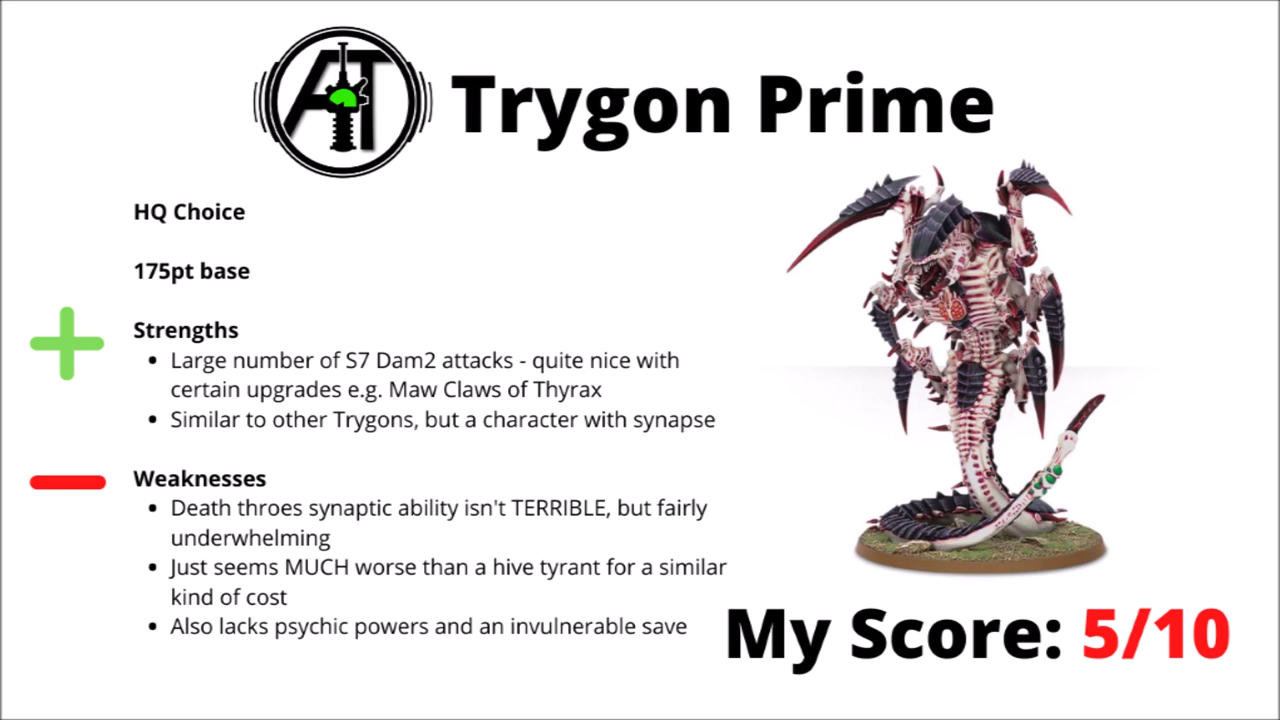 AT
Trygon Prime
HQ Choice
175pt base
Strengths
• Large number of S7 Dam2 attacks - quite nice with
certain upgrades e.g. Maw Claws of Thyrax
• Similar to other Trygons, but a character with synapse
Weaknesses
• Death throes synaptic ability isn't TERRIBLE, but fairly
underwhelming
• Just seems MUCH worse than a hive tyrant for a similar
kind of cost
• Also lacks psychic powers and an invulnerable save
My Score: 5/10